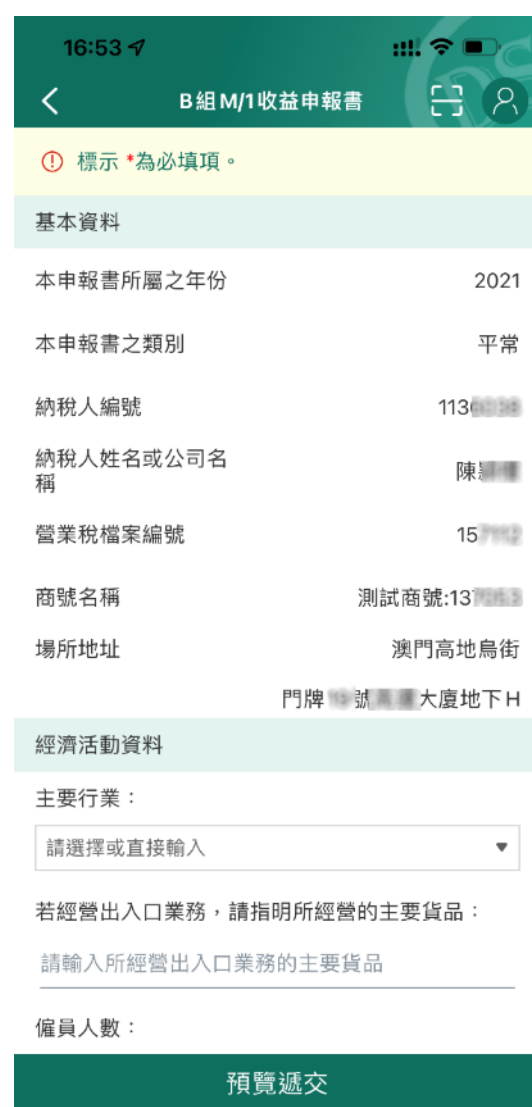 16:53
B組M/1收益申報書
標示 *為必填項。
基本資料
本申報書所屬之年份 2021
本申報書之類別 平常
納稅人編號 113
納稅人姓名或公司名 陳
稱
營業稅檔案編號 15
商號名稱 測試商號:13
場所地址 澳門高地烏街
門牌 號 大廈地下H
經濟活動資料
主要行業：
請選擇或直接輸入
若經營出入口業務，請指明所經營的主要貨品：
請輸入所經營出入口業務的主要貨品
僱員人數：
預覽遞交